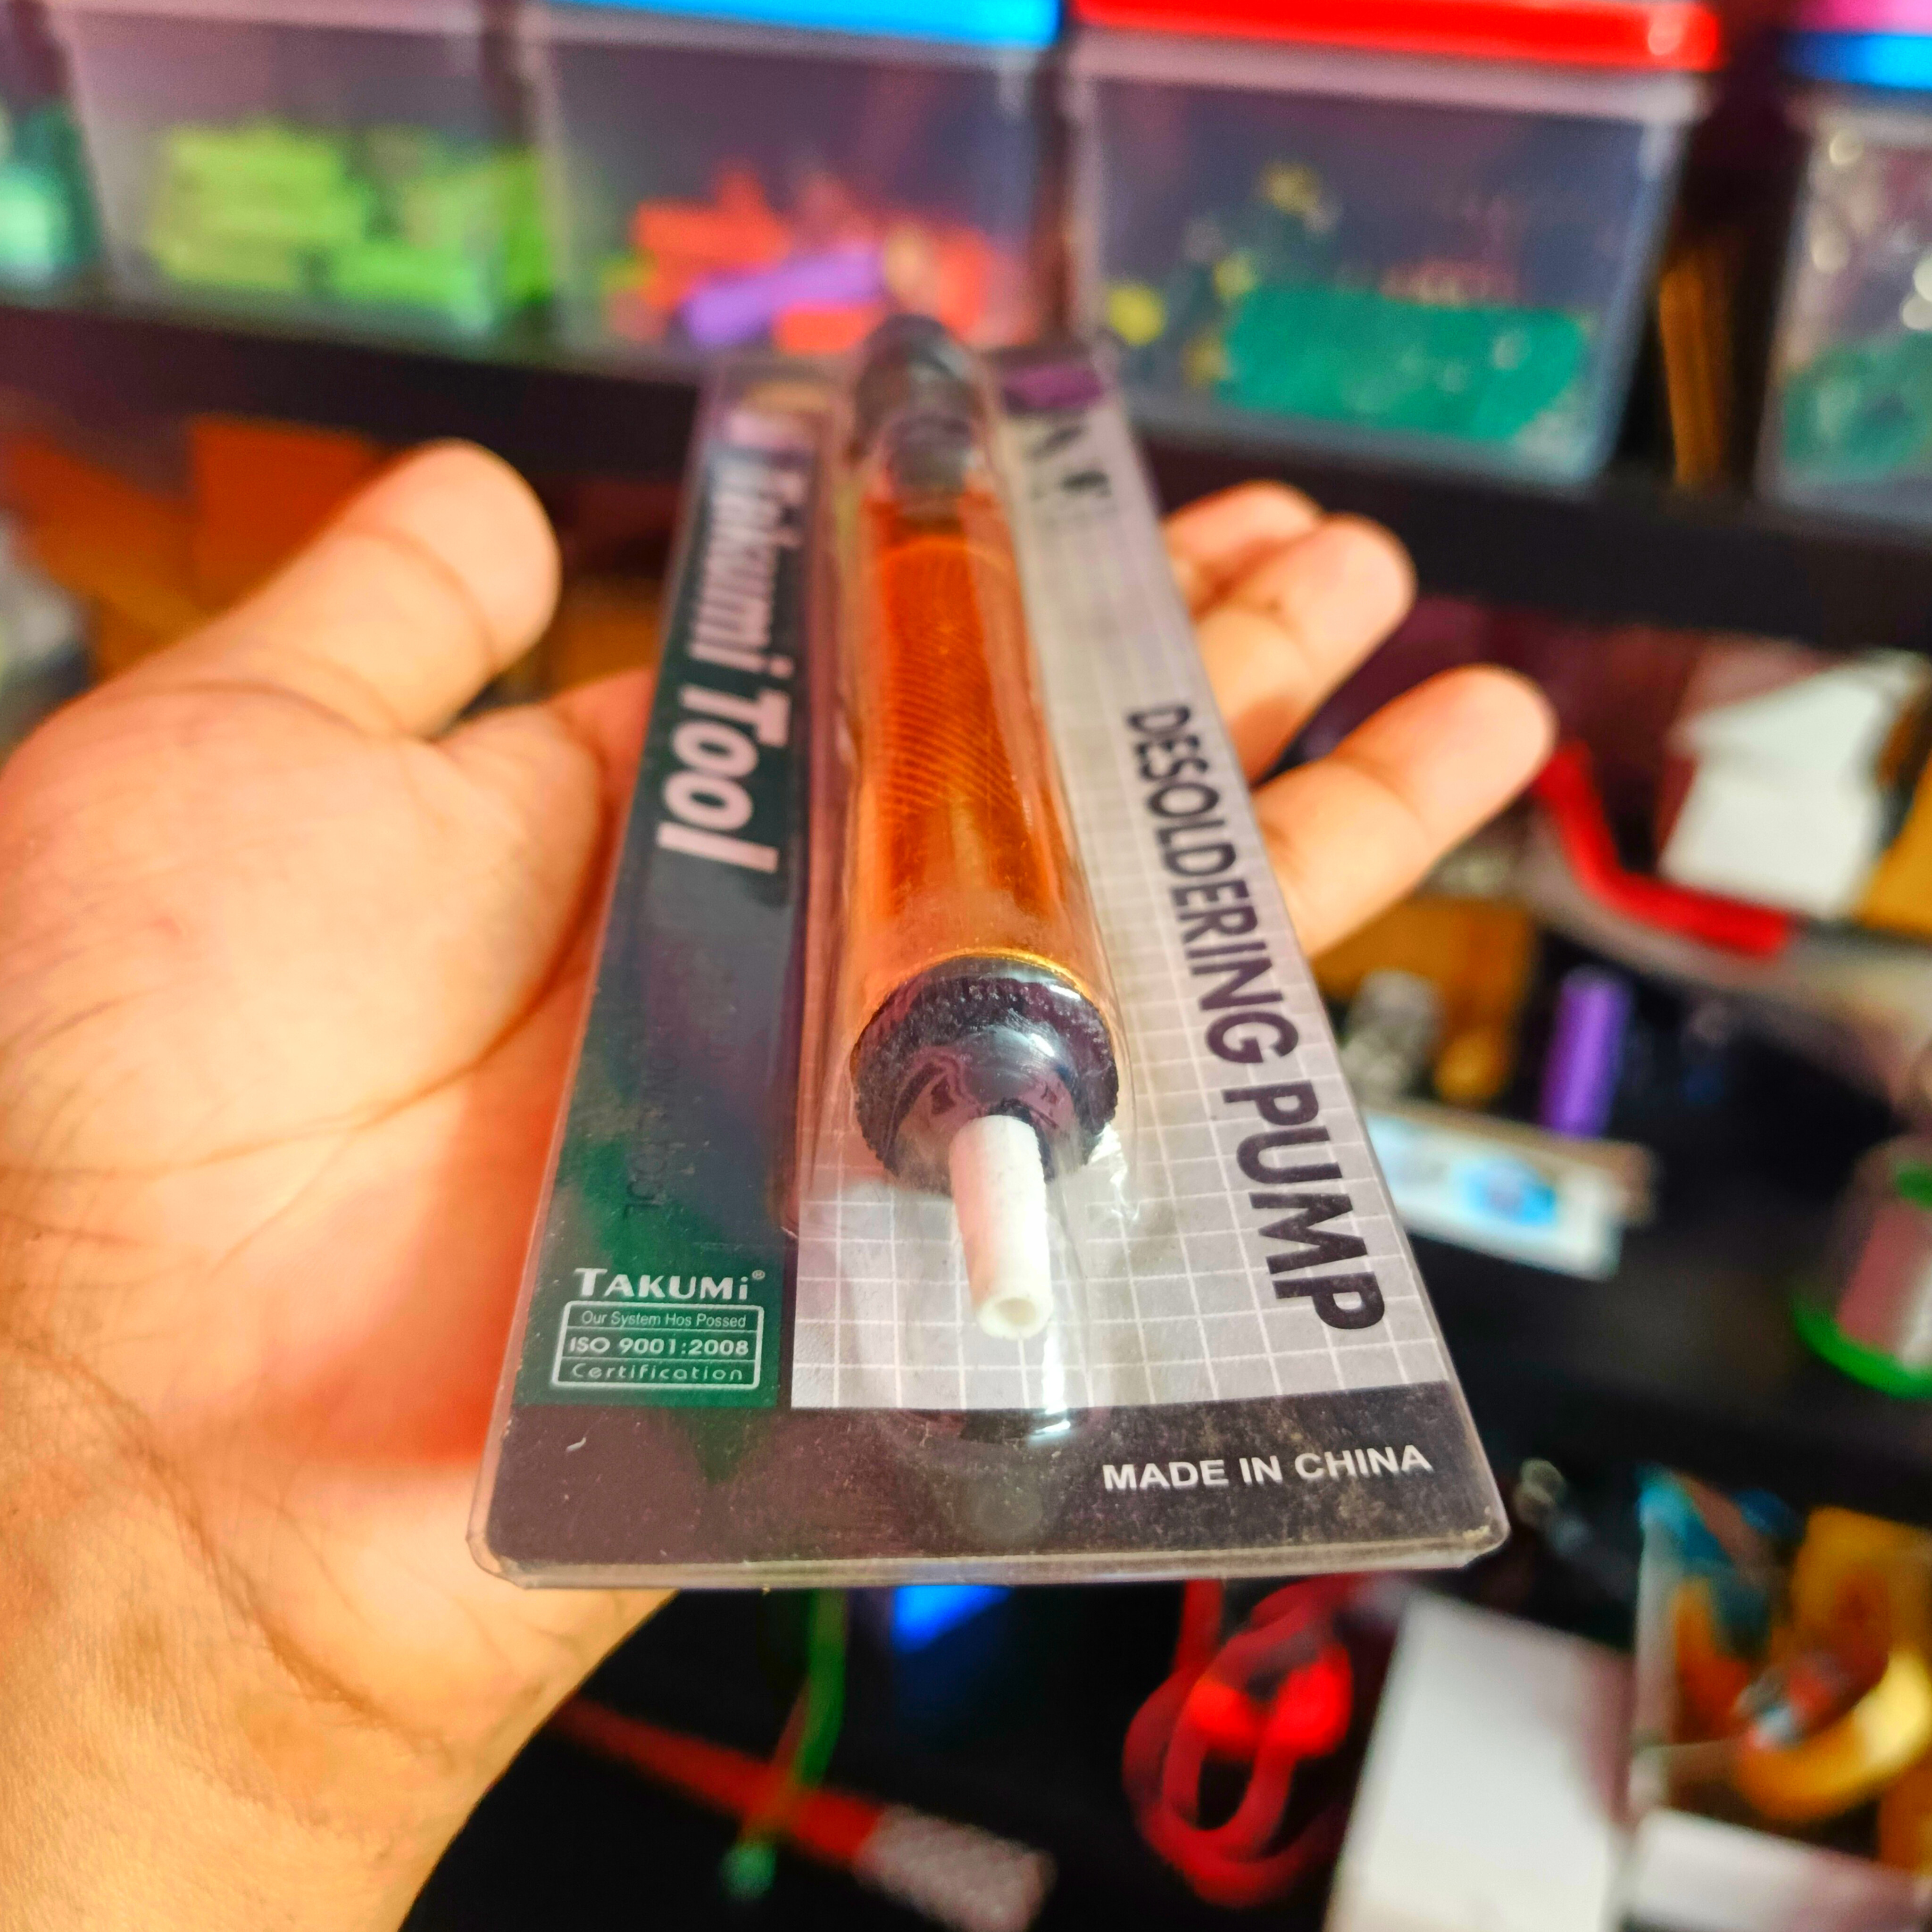 Takumi Tool
DESOLDERING PUMP
TAKUMi®
Our System Hos Possed
ISO 9001:2008
Certification
MADE IN CHINA